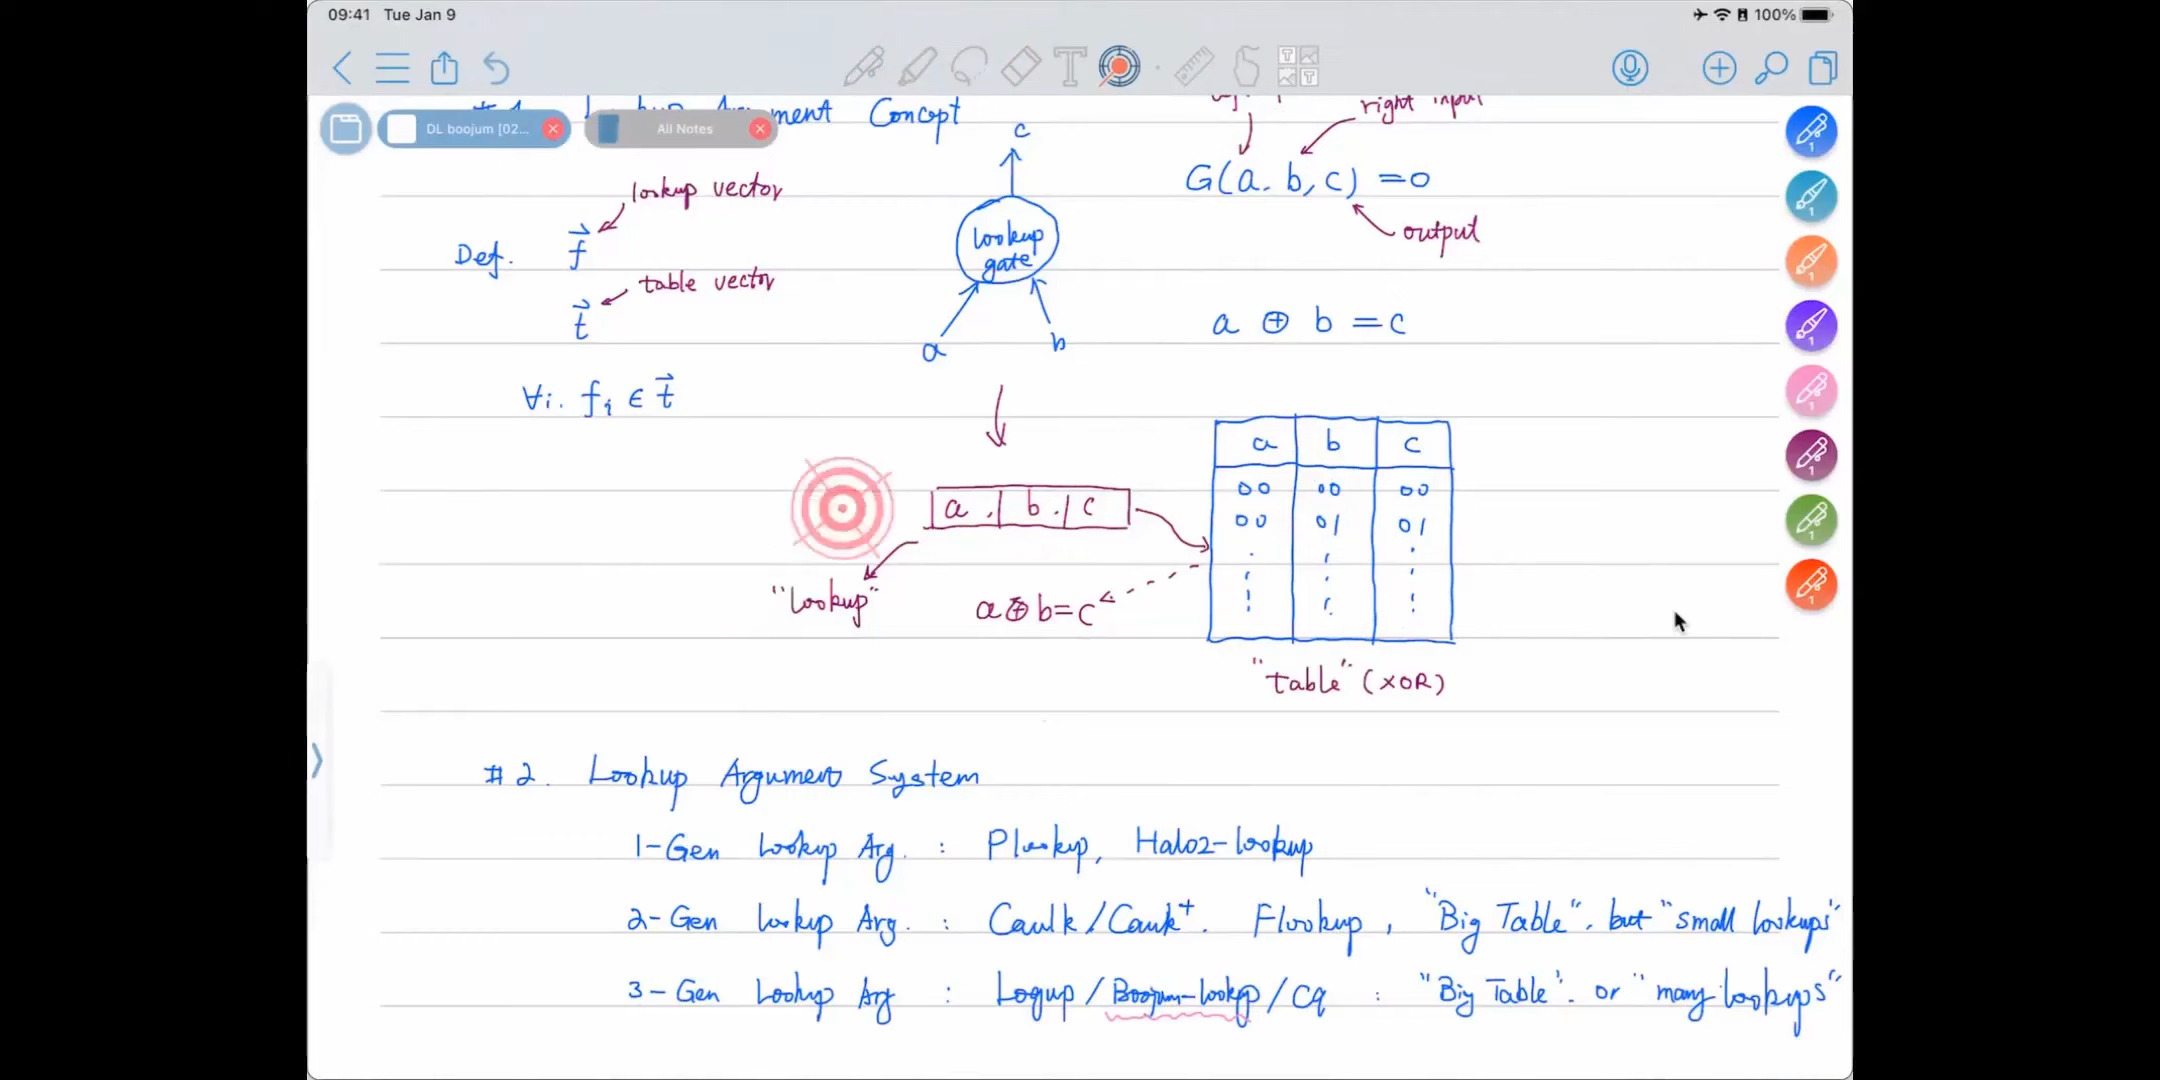 09:41 Tue Jan 9
100%
DL boojum [02...
All Notes
Lookup Argument Concept
right input
c
G(a, b, c) = 0
lookup vector
output
Def. f
lookup gate
table vector
t
a
b
a ⊕ b = c
∀i. fi ∈ t
a b c
a, b, c
00 00 00
00 01 01
"lookup"
a ⊕ b = c
"table" (XOR)
#2. Lookup Argument System
1-Gen Lookup Arg. : Plookup, Halo2-lookup
2-Gen lookup Arg. : Caulk/Caulk+. Flookup, "Big Table", but "small lookups"
3-Gen Lookup Arg : Logup / Boojum-lookup / Cq : "Big Table". or "many lookups"